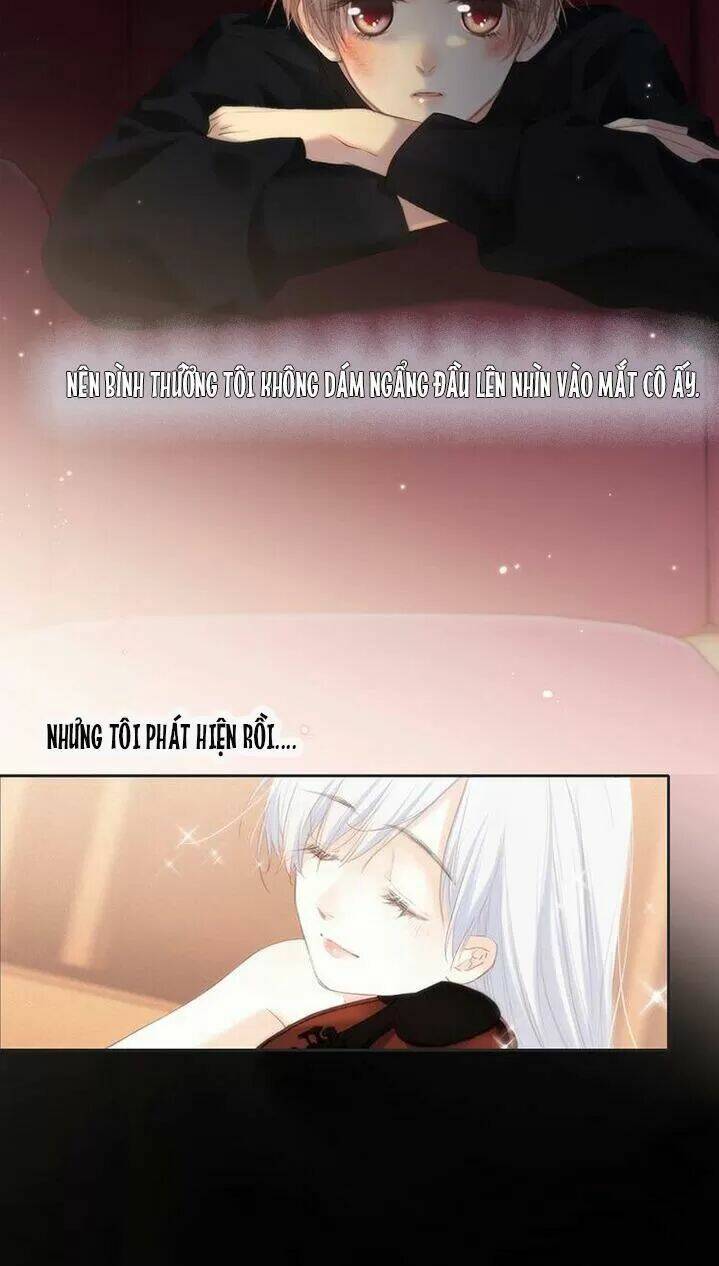 NÊN BÌNH THƯỜNG TÔI KHÔNG DÁM NGẨNG ĐẦU LÊN NHÌN VÀO MẮT CÔ ẤY.
NHƯNG TÔI PHÁT HIỆN RỒI....